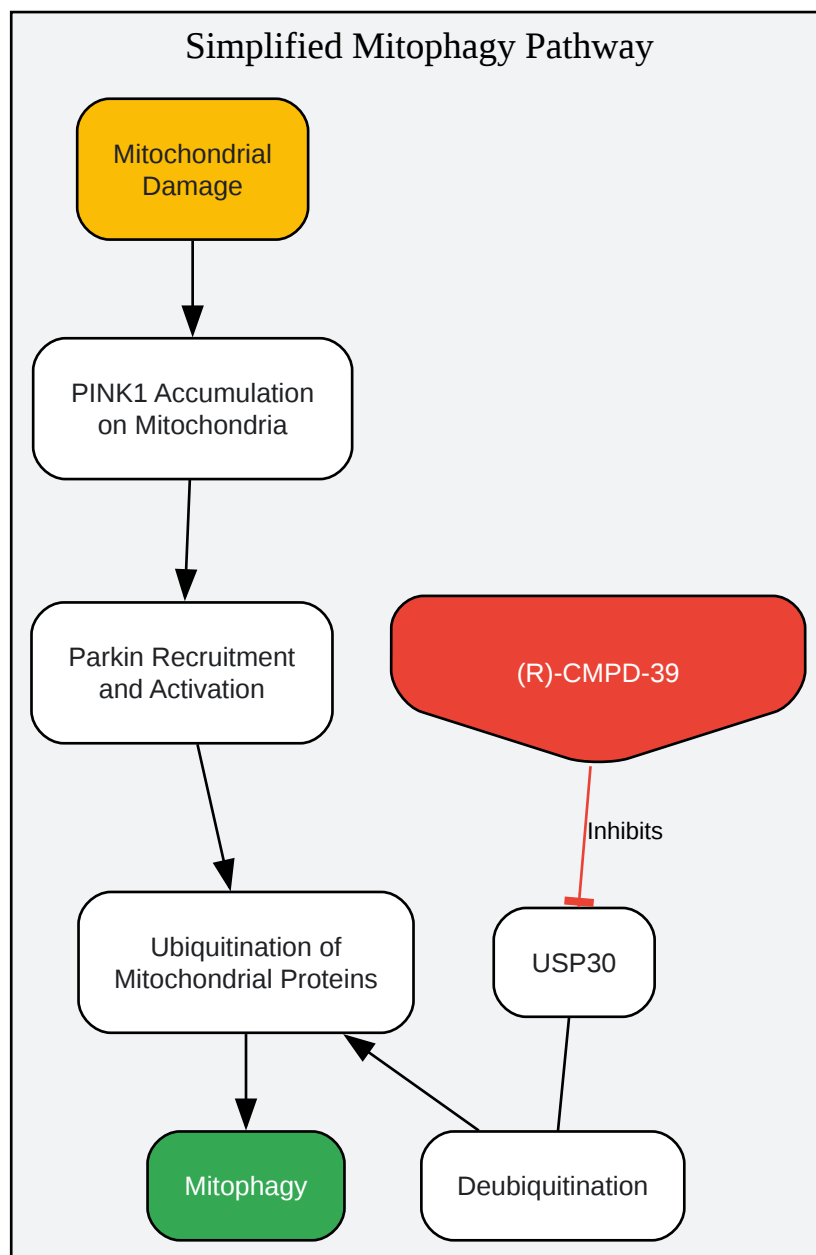 Simplified Mitophagy Pathway
Mitochondrial
Damage
PINK1 Accumulation
on Mitochondria
Parkin Recruitment
and Activation
(R)-CMPD-39
Inhibits
Ubiquitination of
Mitochondrial Proteins
USP30
Mitophagy
Deubiquitination